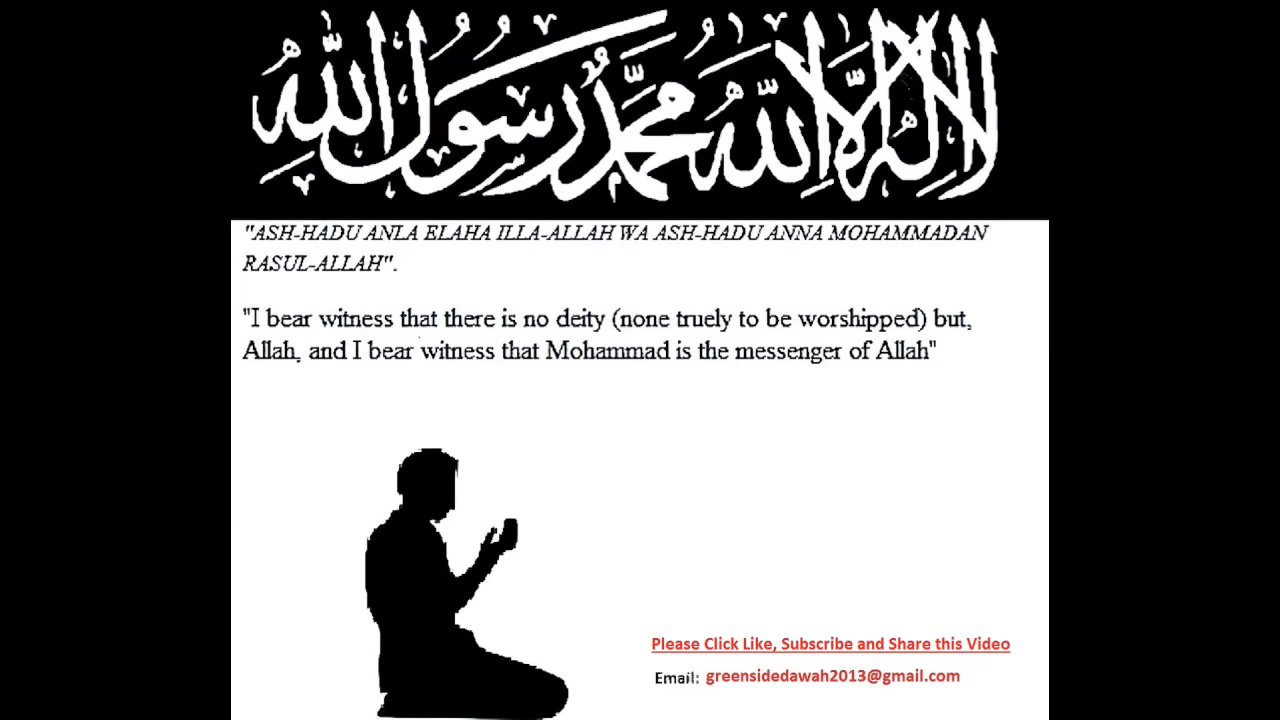 لا إله إلا الله محمد رسول الله
"ASH-HADU ANLA ELAHA ILLA-ALLAH WA ASH-HADU ANNA MOHAMMADAN
RASUL-ALLAH".
"I bear witness that there is no deity (none truely to be worshipped) but,
Allah, and I bear witness that Mohammad is the messenger of Allah"
Please Click Like, Subscribe and Share this Video
Email: greensidedawah2013@gmail.com